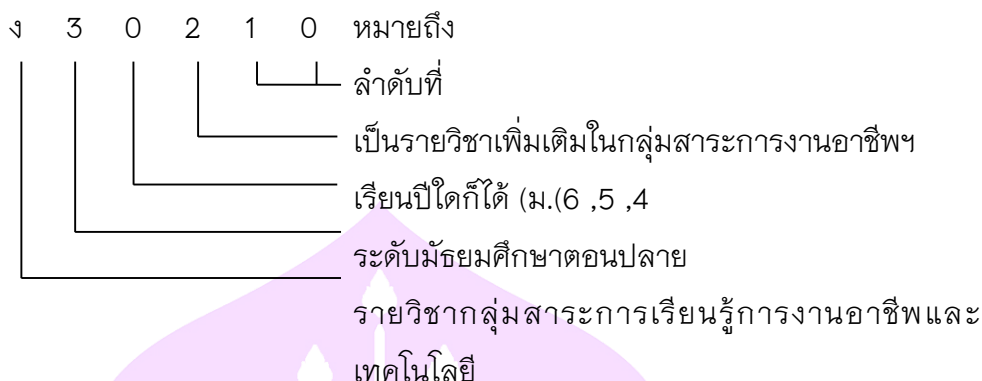 ง 3 0 2 1 0 หมายถึง
ลำดับที่
เป็นรายวิชาเพิ่มเติมในกลุ่มสาระการงานอาชีพฯ
เรียนปีใดก็ได้ (ม.(6 ,5 ,4
ระดับมัธยมศึกษาตอนปลาย
รายวิชากลุ่มสาระการเรียนรู้การงานอาชีพและ
เทคโนโลยี